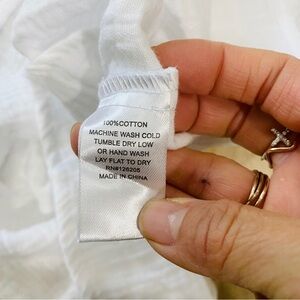 100%COTTON
MACHINE WASH COLD
TUMBLE DRY LOW
OR HAND WASH
LAY FLAT TO DRY
RN#126205
MADE IN CHINA